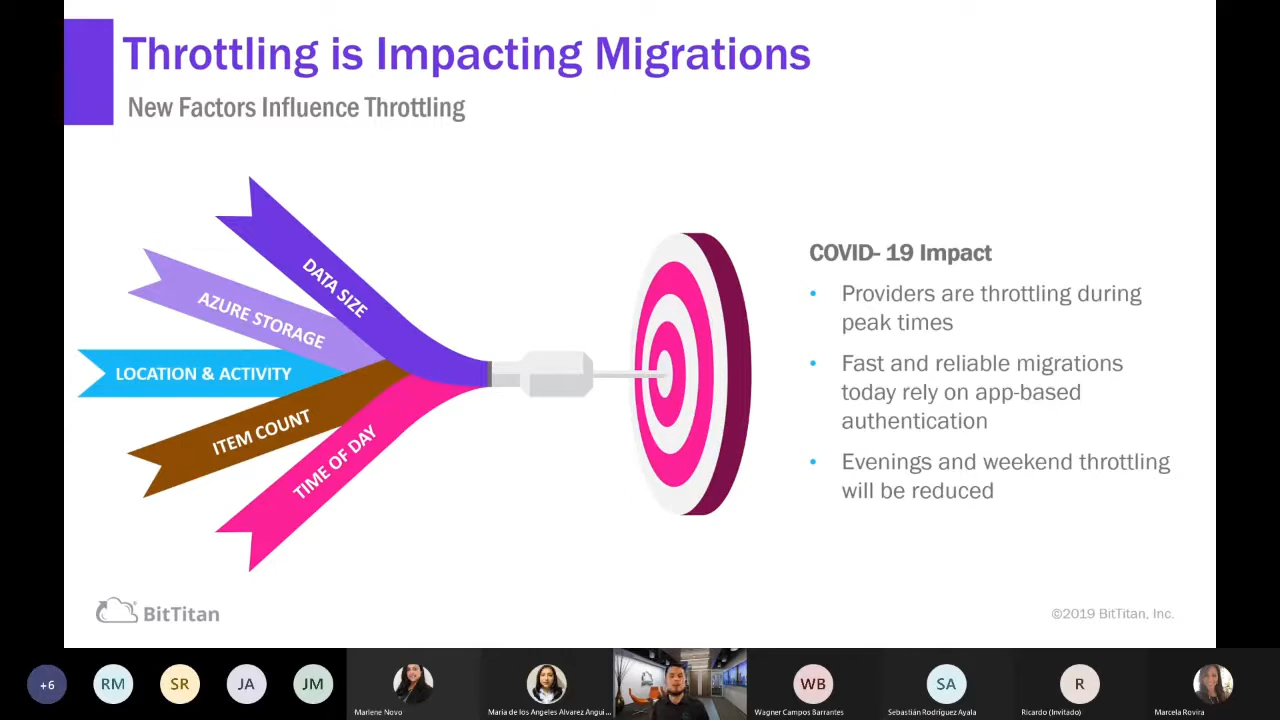 Throttling is Impacting Migrations
New Factors Influence Throttling
DATA SIZE
AZURE STORAGE
LOCATION & ACTIVITY
ITEM COUNT
TIME OF DAY
COVID- 19 Impact
• Providers are throttling during
peak times
• Fast and reliable migrations
today rely on app-based
authentication
• Evenings and weekend throttling
will be reduced
BitTitan
©2019 BitTitan, Inc.
+6
RM
SR
JA
JM
WB
SA
R
Marlene Novo
Maria de los Angeles Alvarez Angui...
Wagner Campos Barrantes
Sebastián Rodríguez Ayala
Ricardo (Invitado)
Marcela Rovira